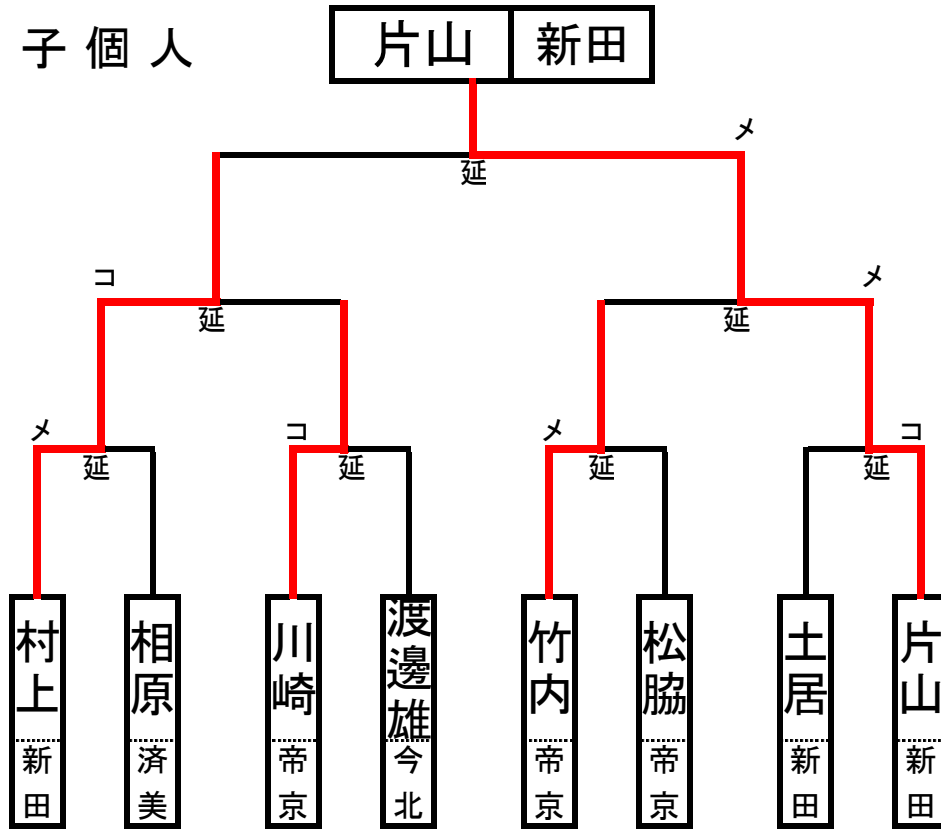 子個人
片山 新田
メ
延
コ メ
延 延
メ コ メ コ
延 延 延 延
村上 相原 川崎 渡邊雄 竹内 松脇 土居 片山
新田 済美 帝京 今北 帝京 帝京 新田 新田